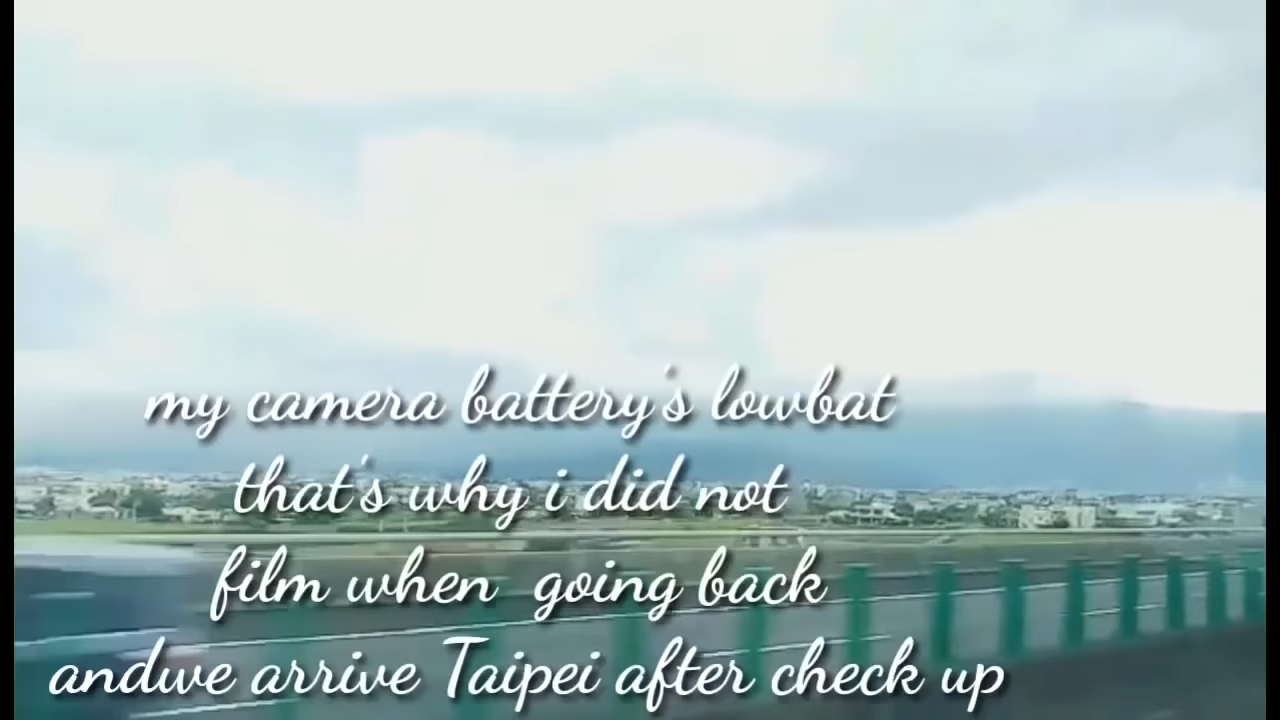 my camera battery's lowbat
that's why i did not
film when going back
andwe arrive Taipei after check up